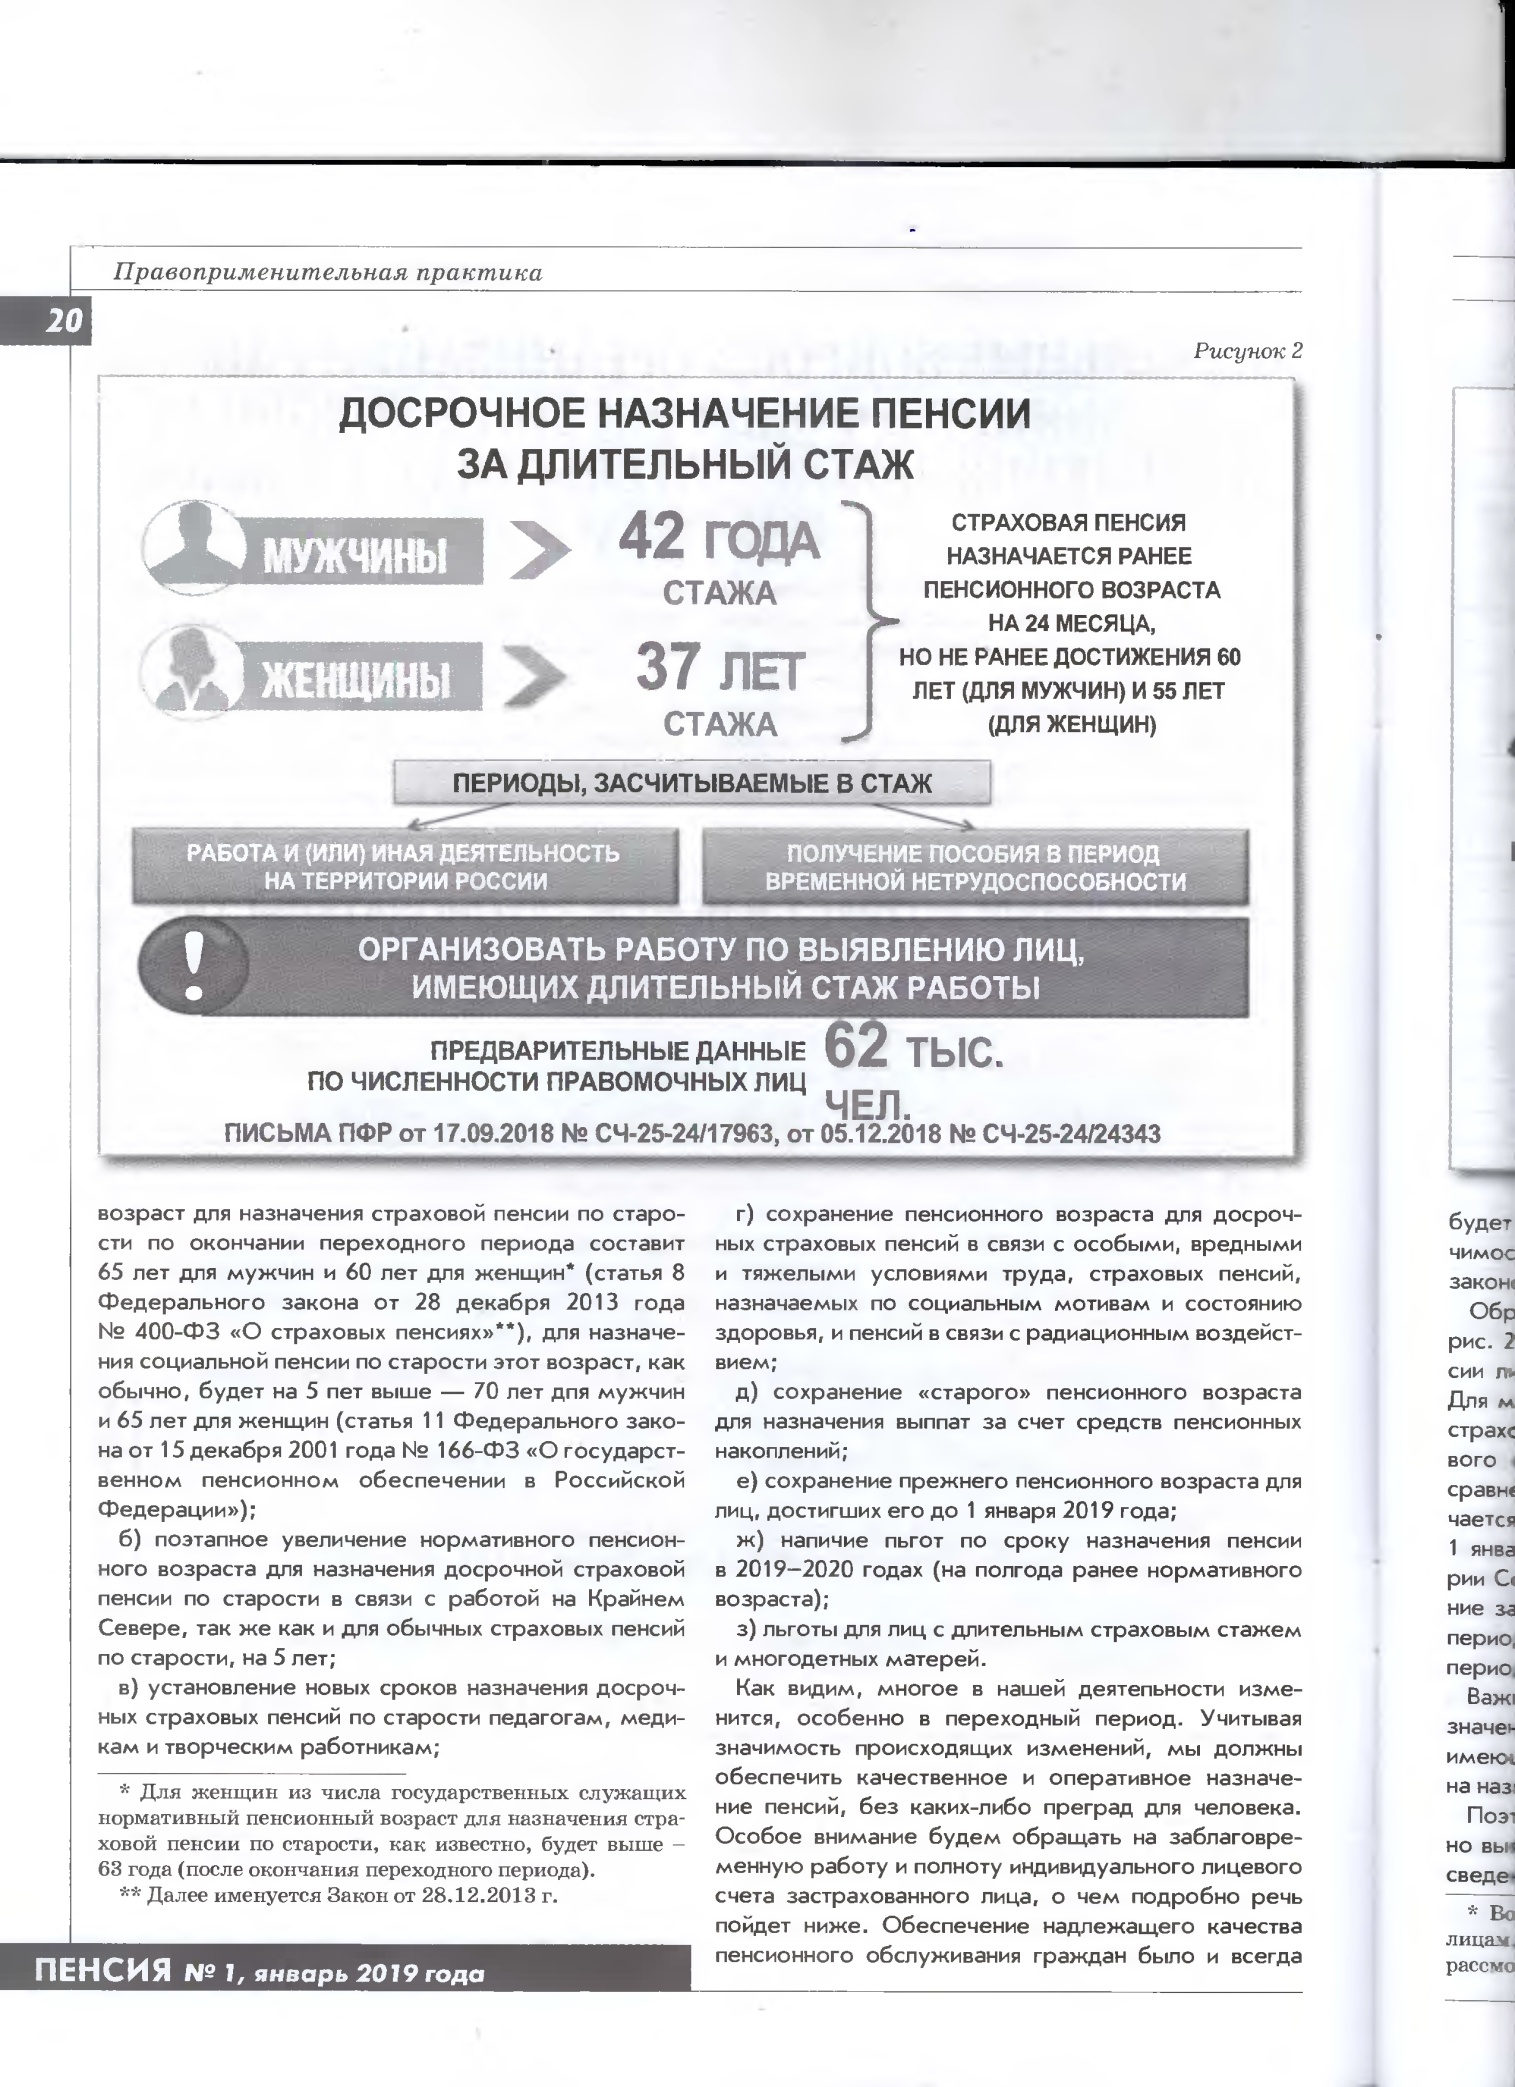 Правоприменительная практика
20
Рисунок 2
ДОСРОЧНОЕ НАЗНАЧЕНИЕ ПЕНСИИ
ЗА ДЛИТЕЛЬНЫЙ СТАЖ
МУЖЧИНЫ
42 ГОДА
СТАЖА
ЖЕНЩИНЫ
37 ЛЕТ
СТАЖА
СТРАХОВАЯ ПЕНСИЯ
НАЗНАЧАЕТСЯ РАНЕЕ
ПЕНСИОННОГО ВОЗРАСТА
НА 24 МЕСЯЦА,
НО НЕ РАНЕЕ ДОСТИЖЕНИЯ 60
ЛЕТ (ДЛЯ МУЖЧИН) И 55 ЛЕТ
(ДЛЯ ЖЕНЩИН)
ПЕРИОДЫ, ЗАСЧИТЫВАЕМЫЕ В СТАЖ
РАБОТА И (ИЛИ) ИНАЯ ДЕЯТЕЛЬНОСТЬ
НА ТЕРРИТОРИИ РОССИИ
ПОЛУЧЕНИЕ ПОСОБИЯ В ПЕРИОД
ВРЕМЕННОЙ НЕТРУДОСПОСОБНОСТИ
!
ОРГАНИЗОВАТЬ РАБОТУ ПО ВЫЯВЛЕНИЮ ЛИЦ,
ИМЕЮЩИХ ДЛИТЕЛЬНЫЙ СТАЖ РАБОТЫ
ПРЕДВАРИТЕЛЬНЫЕ ДАННЫЕ
ПО ЧИСЛЕННОСТИ ПРАВОМОЧНЫХ ЛИЦ
62 ТЫС.
ЧЕЛ.
ПИСЬМА ПФР от 17.09.2018 № СЧ-25-24/17963, от 05.12.2018 № СЧ-25-24/24343
возраст для назначения страховой пенсии по старо-
сти по окончании переходного периода составит
65 лет для мужчин и 60 лет для женщин* (статья 8
Федерального закона от 28 декабря 2013 года
№ 400-ФЗ «О страховых пенсиях»**), для назначе-
ния социальной пенсии по старости этот возраст, как
обычно, будет на 5 пет выше — 70 лет дпя мужчин
и 65 лет для женщин (статья 11 Федерального зако-
на от 15 декабря 2001 года № 166-ФЗ «О государст-
венном пенсионном обеспечении в Российской
Федерации»);
б) поэтапное увеличение нормативного пенсион-
ного возраста для назначения досрочной страховой
пенсии по старости в связи с работой на Крайнем
Севере, так же как и для обычных страховых пенсий
по старости, на 5 лет;
в) установление новых сроков назначения досроч-
ных страховых пенсий по старости педагогам, меди-
кам и творческим работникам;
* Для женщин из числа государственных служащих
нормативный пенсионный возраст для назначения стра-
ховой пенсии по старости, как известно, будет выше –
63 года (после окончания переходного периода).
** Далее именуется Закон от 28.12.2013 г.
г) сохранение пенсионного возраста для досроч-
ных страховых пенсий в связи с особыми, вредными
и тяжелыми условиями труда, страховых пенсий,
назначаемых по социальным мотивам и состоянию
здоровья, и пенсий в связи с радиационным воздейст-
вием;
д) сохранение «старого» пенсионного возраста
для назначения выппат за счет средств пенсионных
накоплений;
е) сохранение прежнего пенсионного возраста для
лиц, достигших его до 1 января 2019 года;
ж) напичие пьгот по сроку назначения пенсии
в 2019–2020 годах (на полгода ранее нормативного
возраста);
з) льготы для лиц с длительным страховым стажем
и многодетных матерей.
Как видим, многое в нашей деятепьности изме-
нится, особенно в переходный период. Учитывая
значимость происходящих изменений, мы должны
обеспечить качественное и оперативное назначе-
ние пенсий, без каких-либо преград для человека.
Особое внимание будем обращать на заблаговре-
менную работу и полноту индивидуального лицевого
счета застрахованного лица, о чем подробно речь
пойдет ниже. Обеспечение надлежащего качества
пенсионного обслуживания граждан было и всегда
ПЕНСИЯ № 1, январь 2019 года
будет
чимос
Обр
рис. 2
сии
Для
вого
чается
1 янва
ние